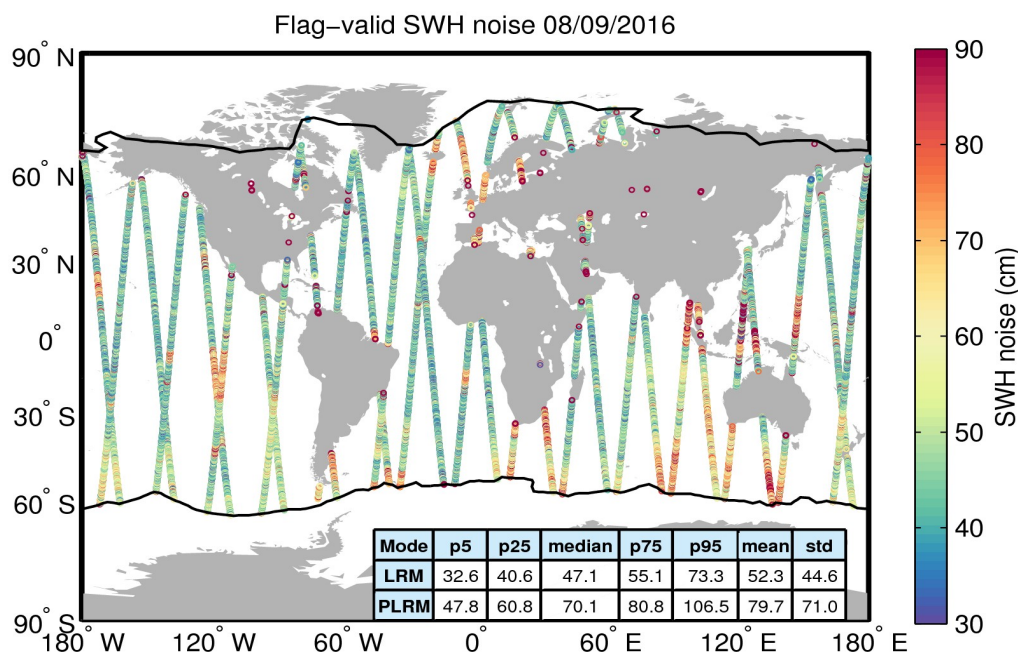 Flag−valid SWH noise 08/09/2016
90° N
60° N
30° N
0°
30° S
60° S
90° S
180° W
120° W
60° W
0°
60° E
120° E
180° E
Mode p5 p25 median p75 p95 mean std
LRM 32.6 40.6 47.1 55.1 73.3 52.3 44.6
PLRM 47.8 60.8 70.1 80.8 106.5 79.7 71.0
90
80
70
60
50
40
30
SWH noise (cm)